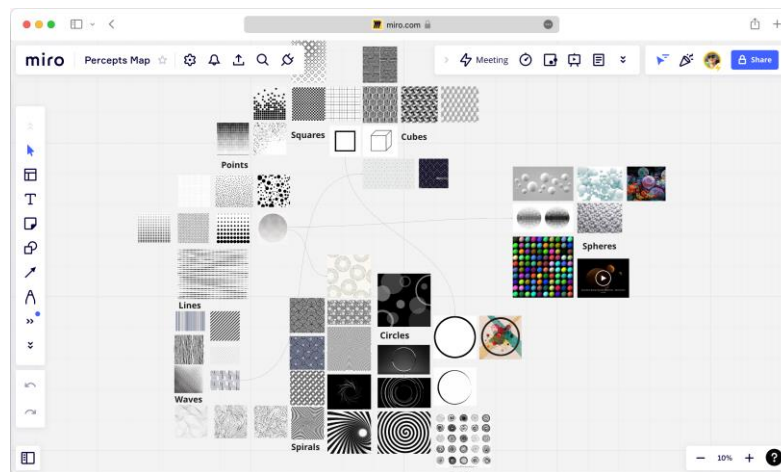 miro.com
miro
Percepts Map
Meeting
Share
Squares
Cubes
Points
Spheres
Lines
Circles
Waves
Spirals
10%